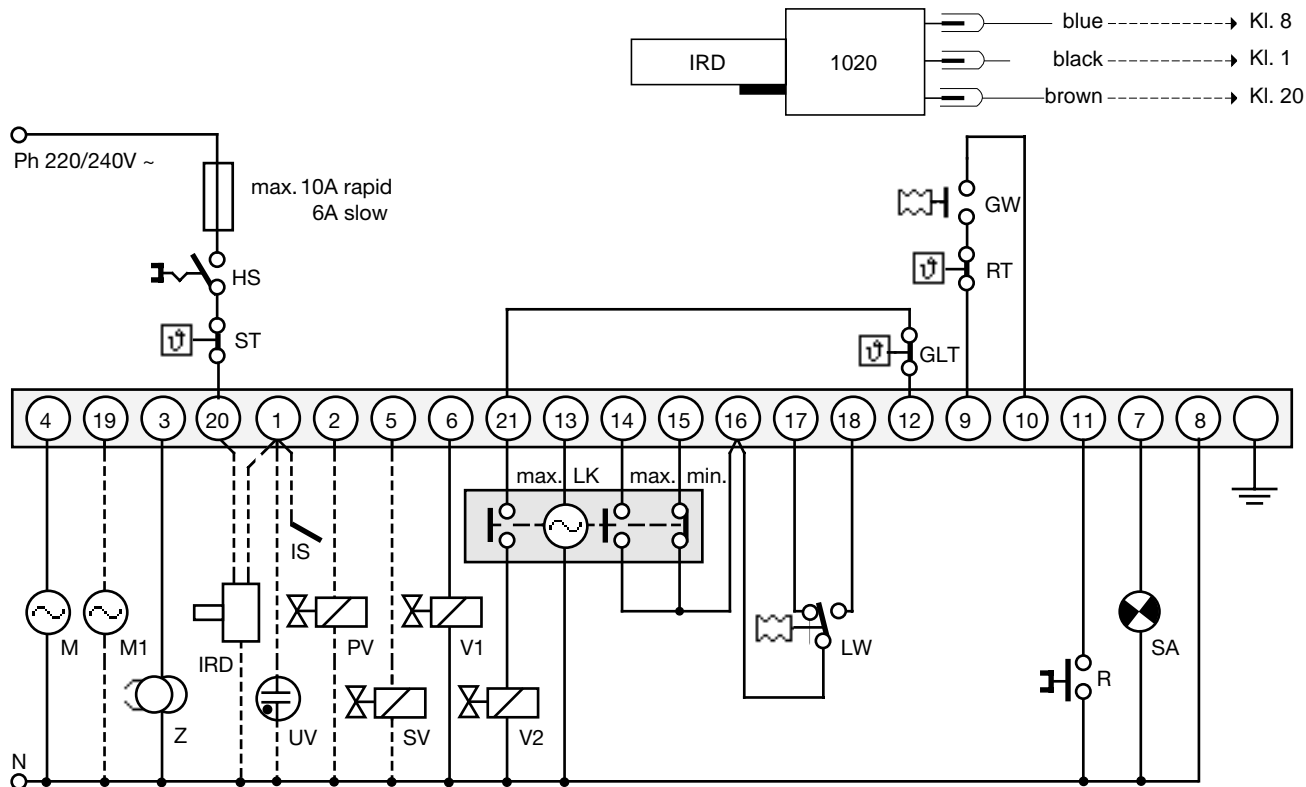 blue Kl. 8
IRD 1020 black Kl. 1
brown Kl. 20
Ph 220/240V ~
max. 10A rapid
6A slow
GW
HS
RT
ϑ
ST
ϑ
GLT
ϑ
4 19 3 20 1 2 5 6 21 13 14 15 16 17 18 12 9 10 11 7 8
max. LK max. min.
IS
M M1 IRD PV V1 LW SA
R
Z UV SV V2
N